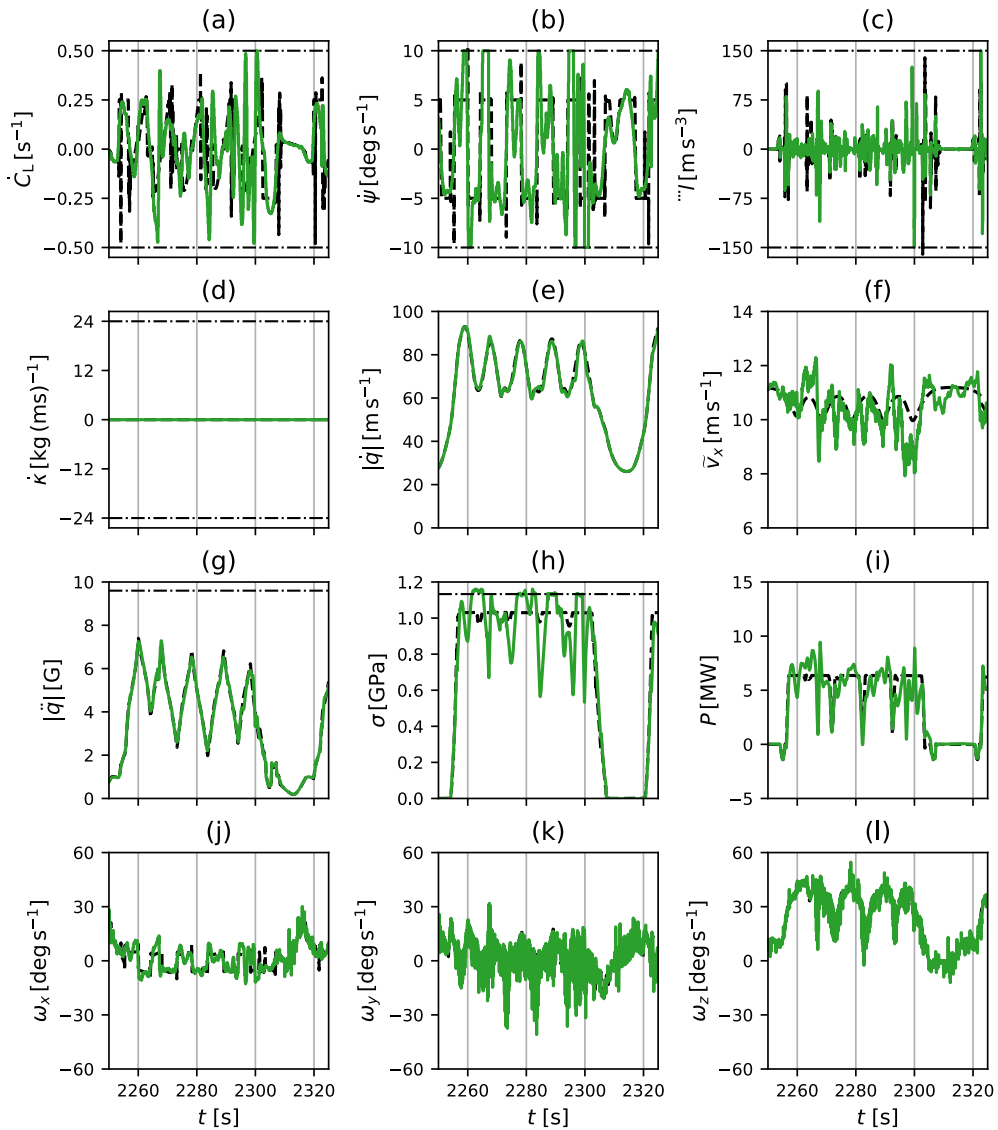 (a) (b) (c)
0.50 0.25 0.00 −0.25 −0.50
Ċ_L [s⁻¹]
10 5 0 −5 −10
ψ̇ [deg s⁻¹]
150 75 0 −75 −150
l⃜ [m s⁻³]
(d) (e) (f)
24 12 0 −12 −24
κ̇ [kg (ms)⁻¹]
100 80 60 40 20 0
|q̇| [m s⁻¹]
14 12 10 8 6
ṽ_x [m s⁻¹]
(g) (h) (i)
10 8 6 4 2 0
|q̈| [G]
1.2 1.0 0.8 0.6 0.4 0.2 0.0
σ [GPa]
15 10 5 0 −5
P [MW]
(j) (k) (l)
60 30 0 −30 −60
ω_x [deg s⁻¹]
60 30 0 −30 −60
ω_y [deg s⁻¹]
60 30 0 −30 −60
ω_z [deg s⁻¹]
2260 2280 2300 2320 2260 2280 2300 2320 2260 2280 2300 2320
t [s] t [s] t [s]